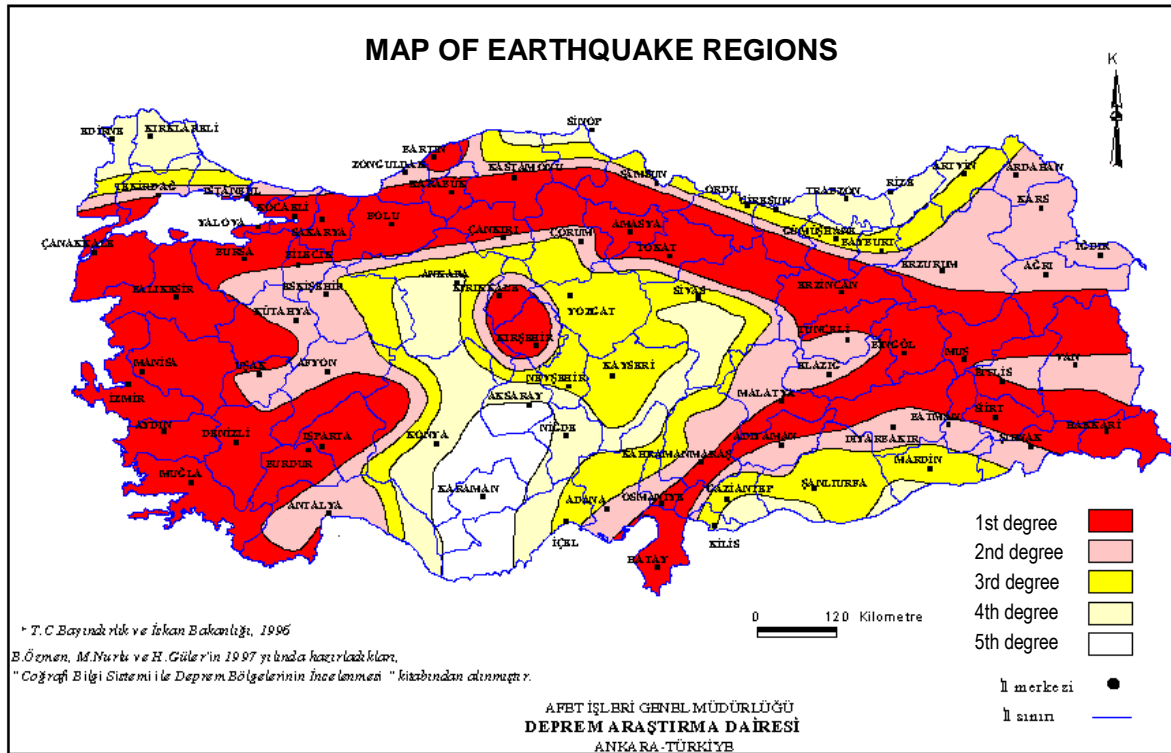 MAP OF EARTHQUAKE REGIONS
K
SİNOP
EDİRNE
KIRKLARELİ
BARTIN
ZONGULDAK
KASTAMONU
ARTVİN
ARDAHAN
TEKİRDAĞ
İSTANBUL
KARABÜK
SAMSUN
ORDU
GİRESUN
TRABZON
RİZE
KARS
KOCAELİ
YALOVA
SAKARYA
BOLU
ÇANKIRI
ÇORUM
AMASYA
TOKAT
GÜMÜŞHANE
BAYBURT
ÇANAKKALE
BURSA
BİLECİK
IĞDIR
ERZURUM
AĞRI
ANKARA
BALIKESİR
ESKİŞEHİR
KIRIKKALE
YOZGAT
SİVAS
ERZİNCAN
KÜTAHYA
KIRŞEHİR
TUNCELİ
BİNGÖL
MUŞ
VAN
MANİSA
UŞAK
AFYON
NEVŞEHİR
KAYSERİ
ELAZIĞ
BİTLİS
İZMİR
AKSARAY
MALATYA
SİİRT
AYDIN
DENİZLİ
ISPARTA
KONYA
NİĞDE
ADIYAMAN
DİYARBAKIR
BATMAN
ŞIRNAK
HAKKARİ
BURDUR
KAHRAMANMARAŞ
MARDİN
MUĞLA
KARAMAN
ADANA
OSMANİYE
GAZİANTEP
ŞANLIURFA
ANTALYA
İÇEL
KİLİS
HATAY
1st degree
2nd degree
3rd degree
4th degree
5th degree
0 120 Kilometre
* T.C Bayındırlık ve İskan Bakanlığı, 1996
B.Özmen, M.Nurlu ve H.Güler'in 1997 yılında hazırladıkları,
"Coğrafi Bilgi Sistemi ile Deprem Bölgelerinin İncelenmesi " kitabından alınmıştır.
İl merkezi
İl sınırı
AFET İŞLERİ GENEL MÜDÜRLÜĞÜ
DEPREM ARAŞTIRMA DAİRESİ
ANKARA-TÜRKİYE